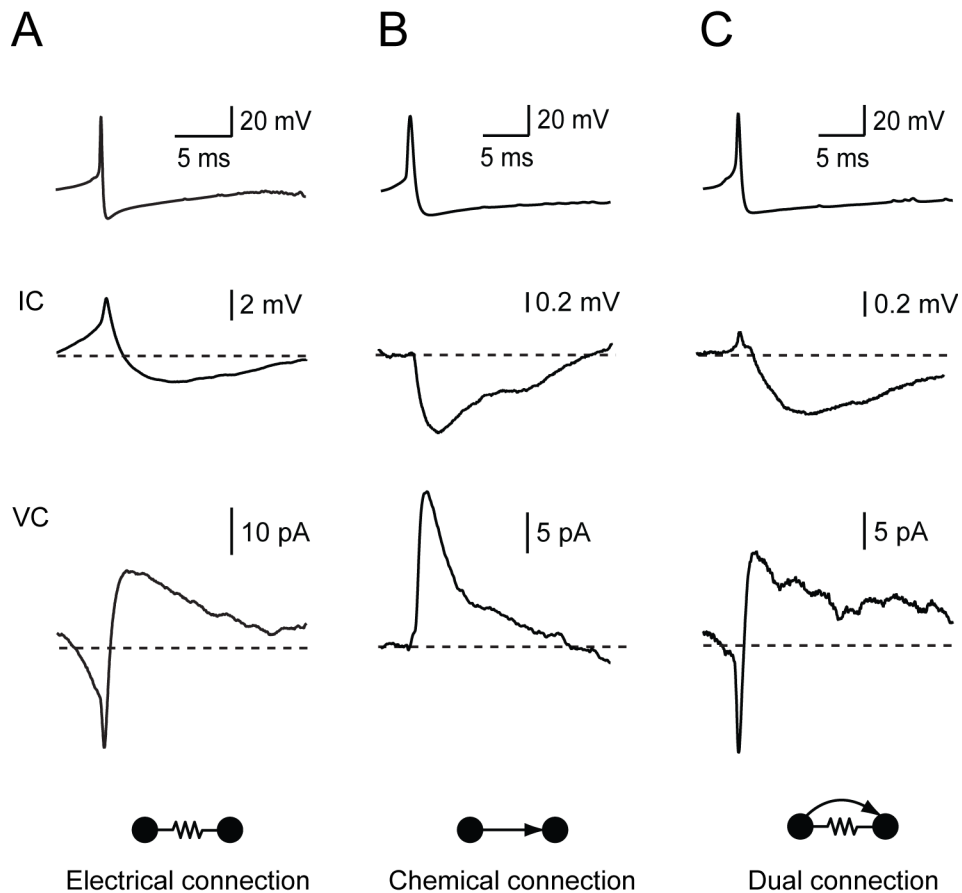 A
B
C
20 mV
5 ms
20 mV
5 ms
20 mV
5 ms
IC
2 mV
0.2 mV
0.2 mV
VC
10 pA
5 pA
5 pA
Electrical connection
Chemical connection
Dual connection